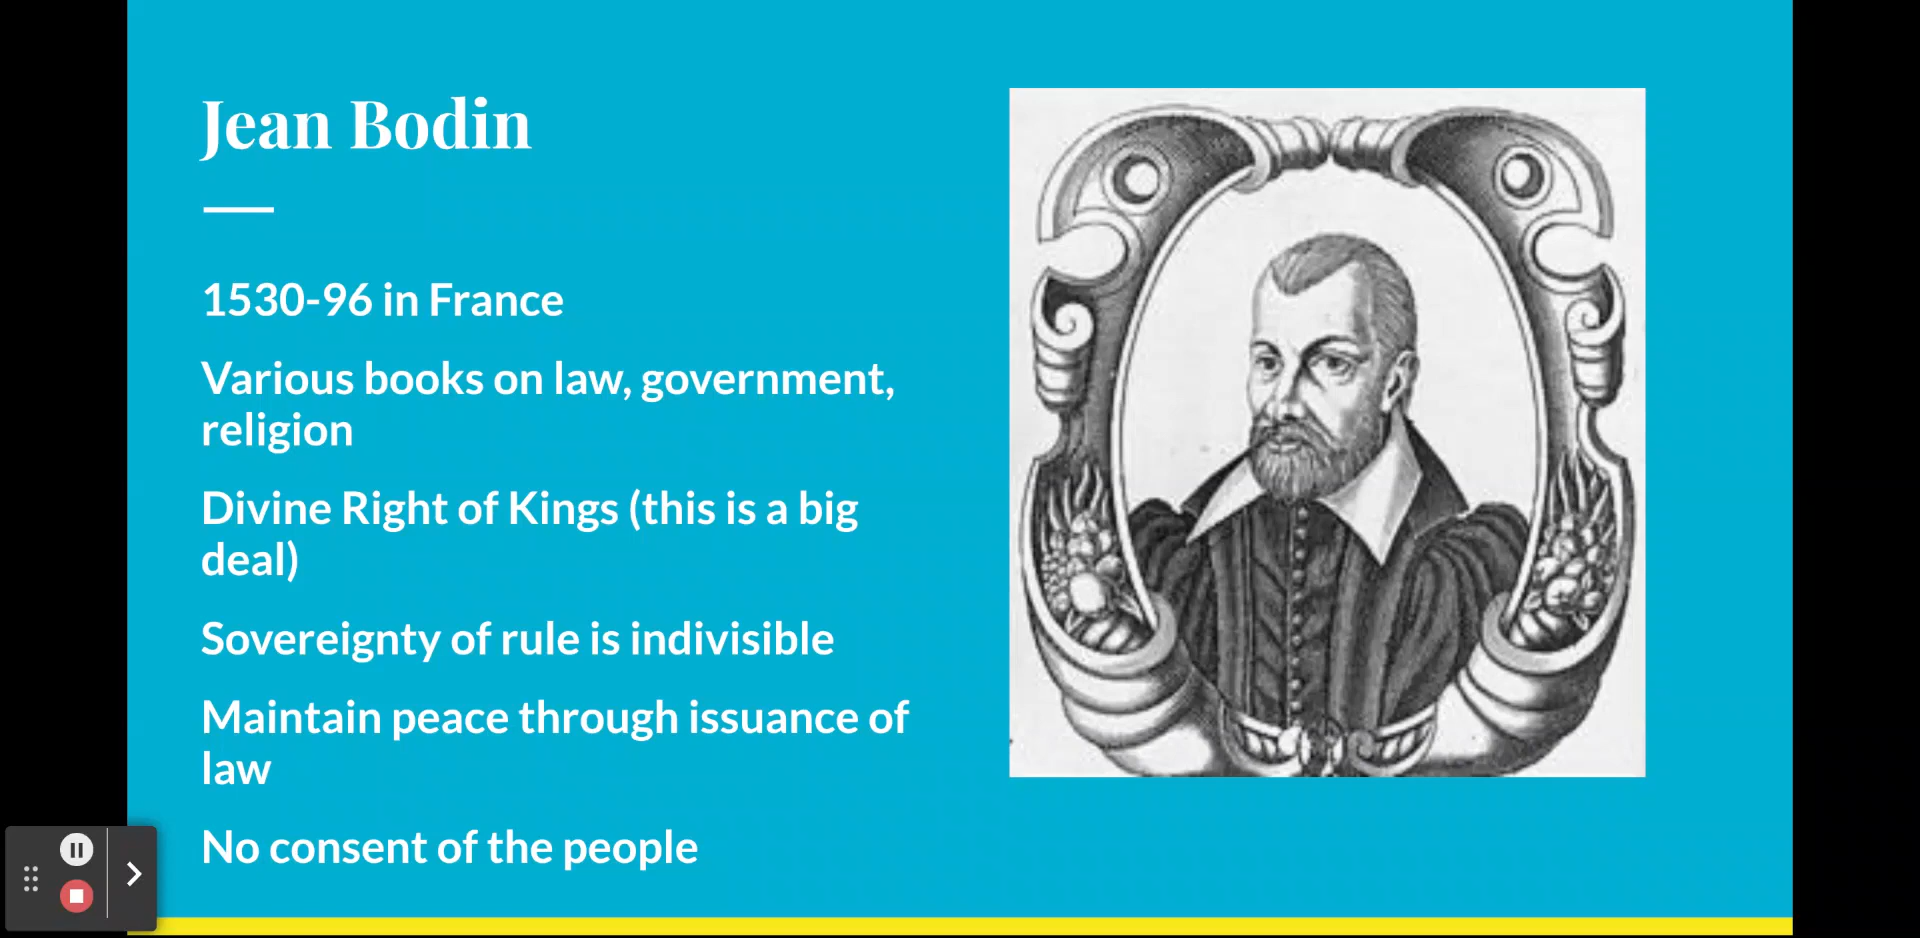 Jean Bodin
1530-96 in France
Various books on law, government,
religion
Divine Right of Kings (this is a big
deal)
Sovereignty of rule is indivisible
Maintain peace through issuance of
law
No consent of the people